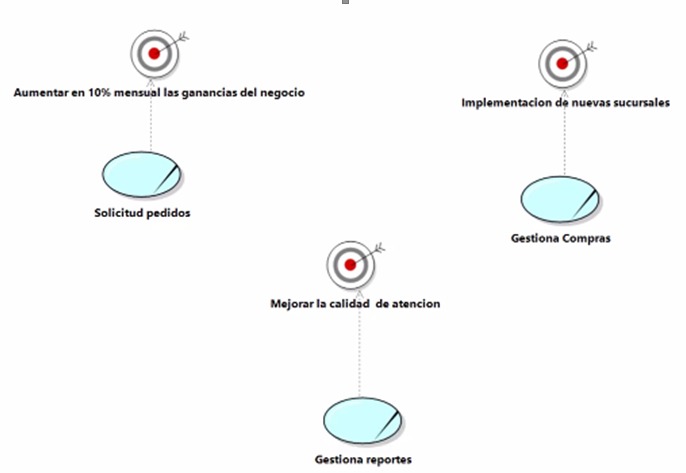 Aumentar en 10% mensual las ganancias del negocio
Implementacion de nuevas sucursales
Solicitud pedidos
Gestiona Compras
Mejorar la calidad  de atencion
Gestiona reportes